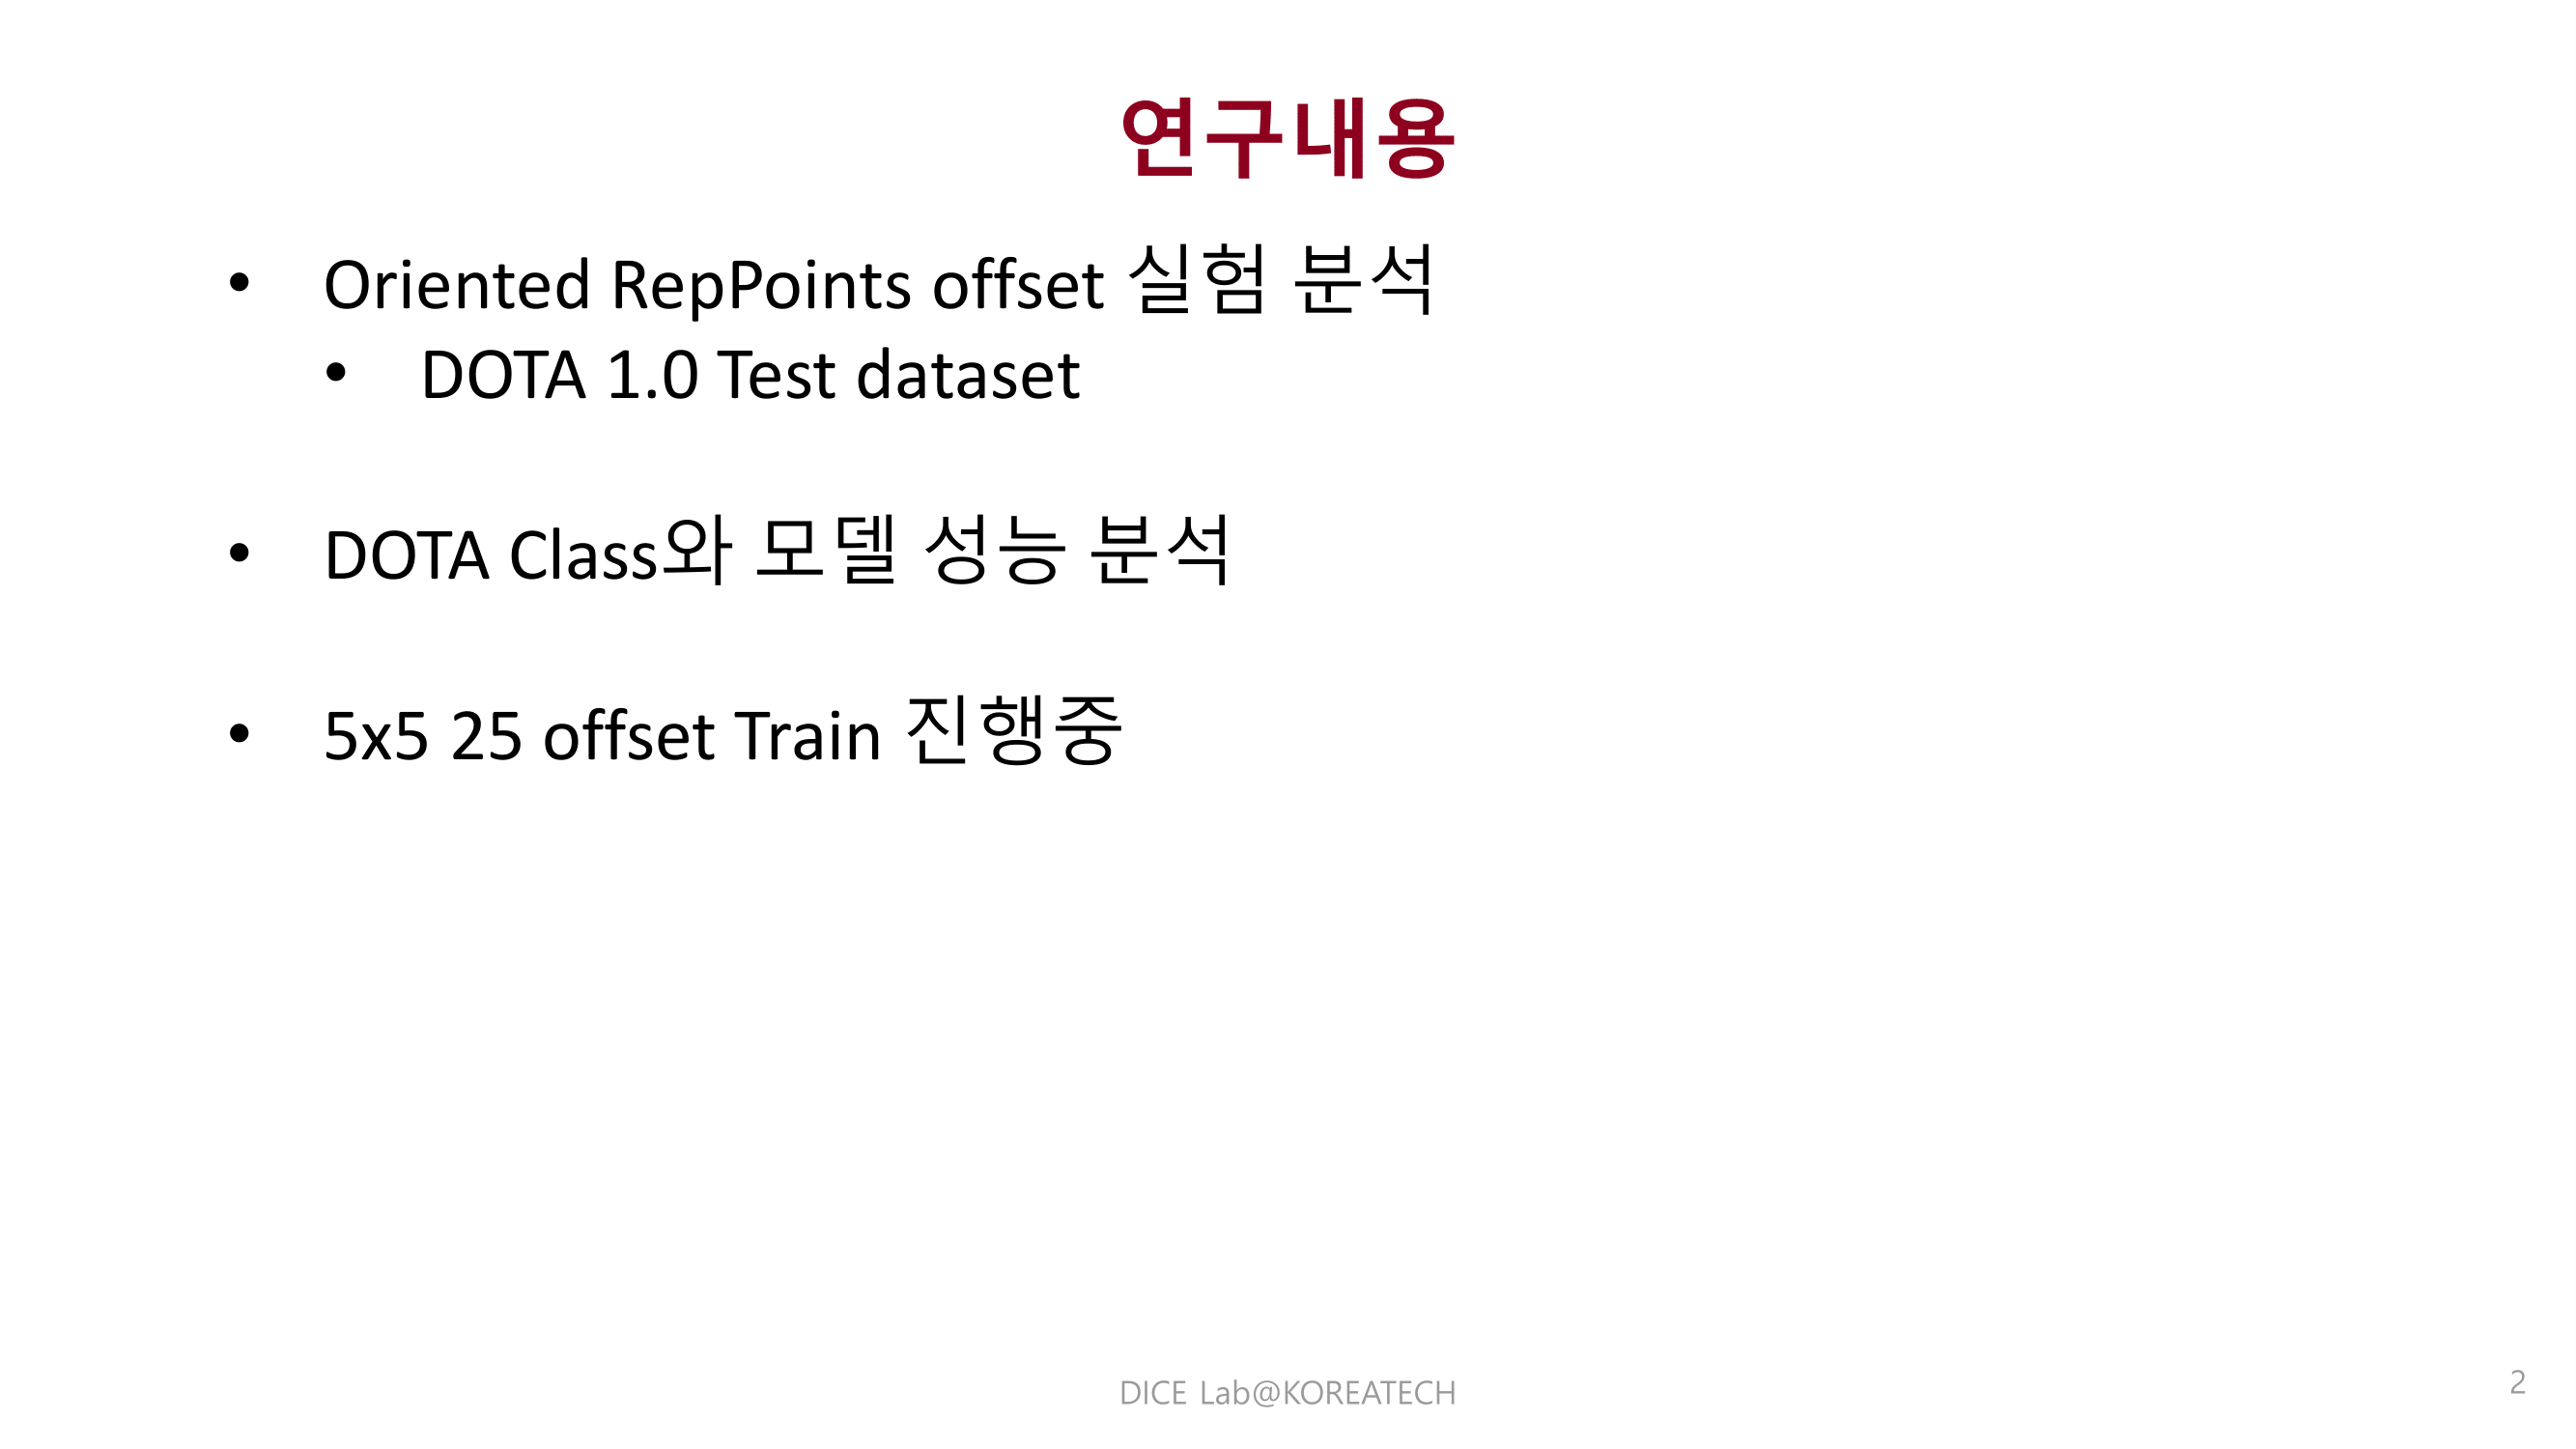 연구내용
• Oriented RepPoints offset 실험 분석
• DOTA 1.0 Test dataset
• DOTA Class와 모델 성능 분석
• 5x5 25 offset Train 진행중
DICE Lab@KOREATECH
2